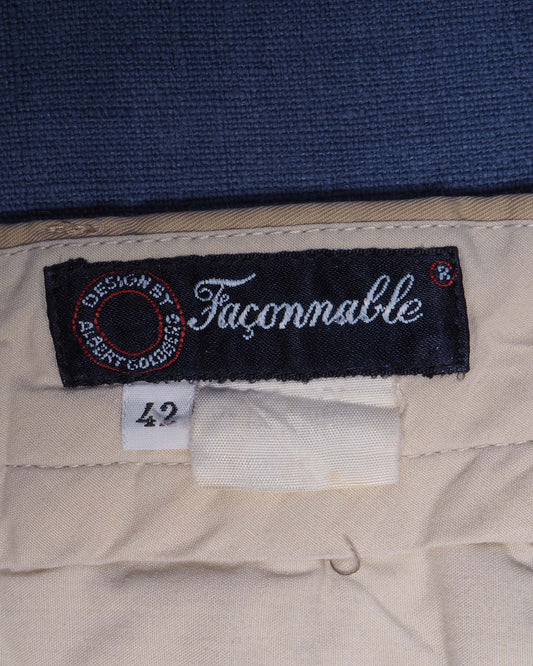 DESIGN BY
ALBERT GOLDBERG
Façonnable ®
42